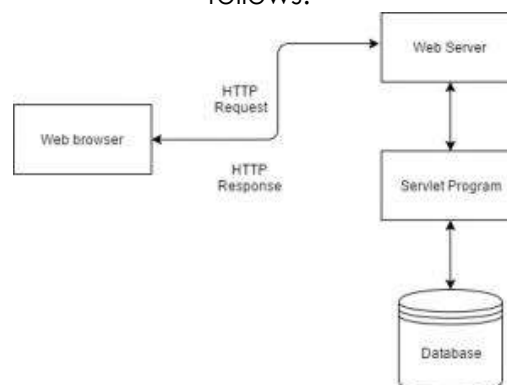 follows:
Web Server
HTTP
Request
Web browser
HTTP
Response
Servlet Program
Database